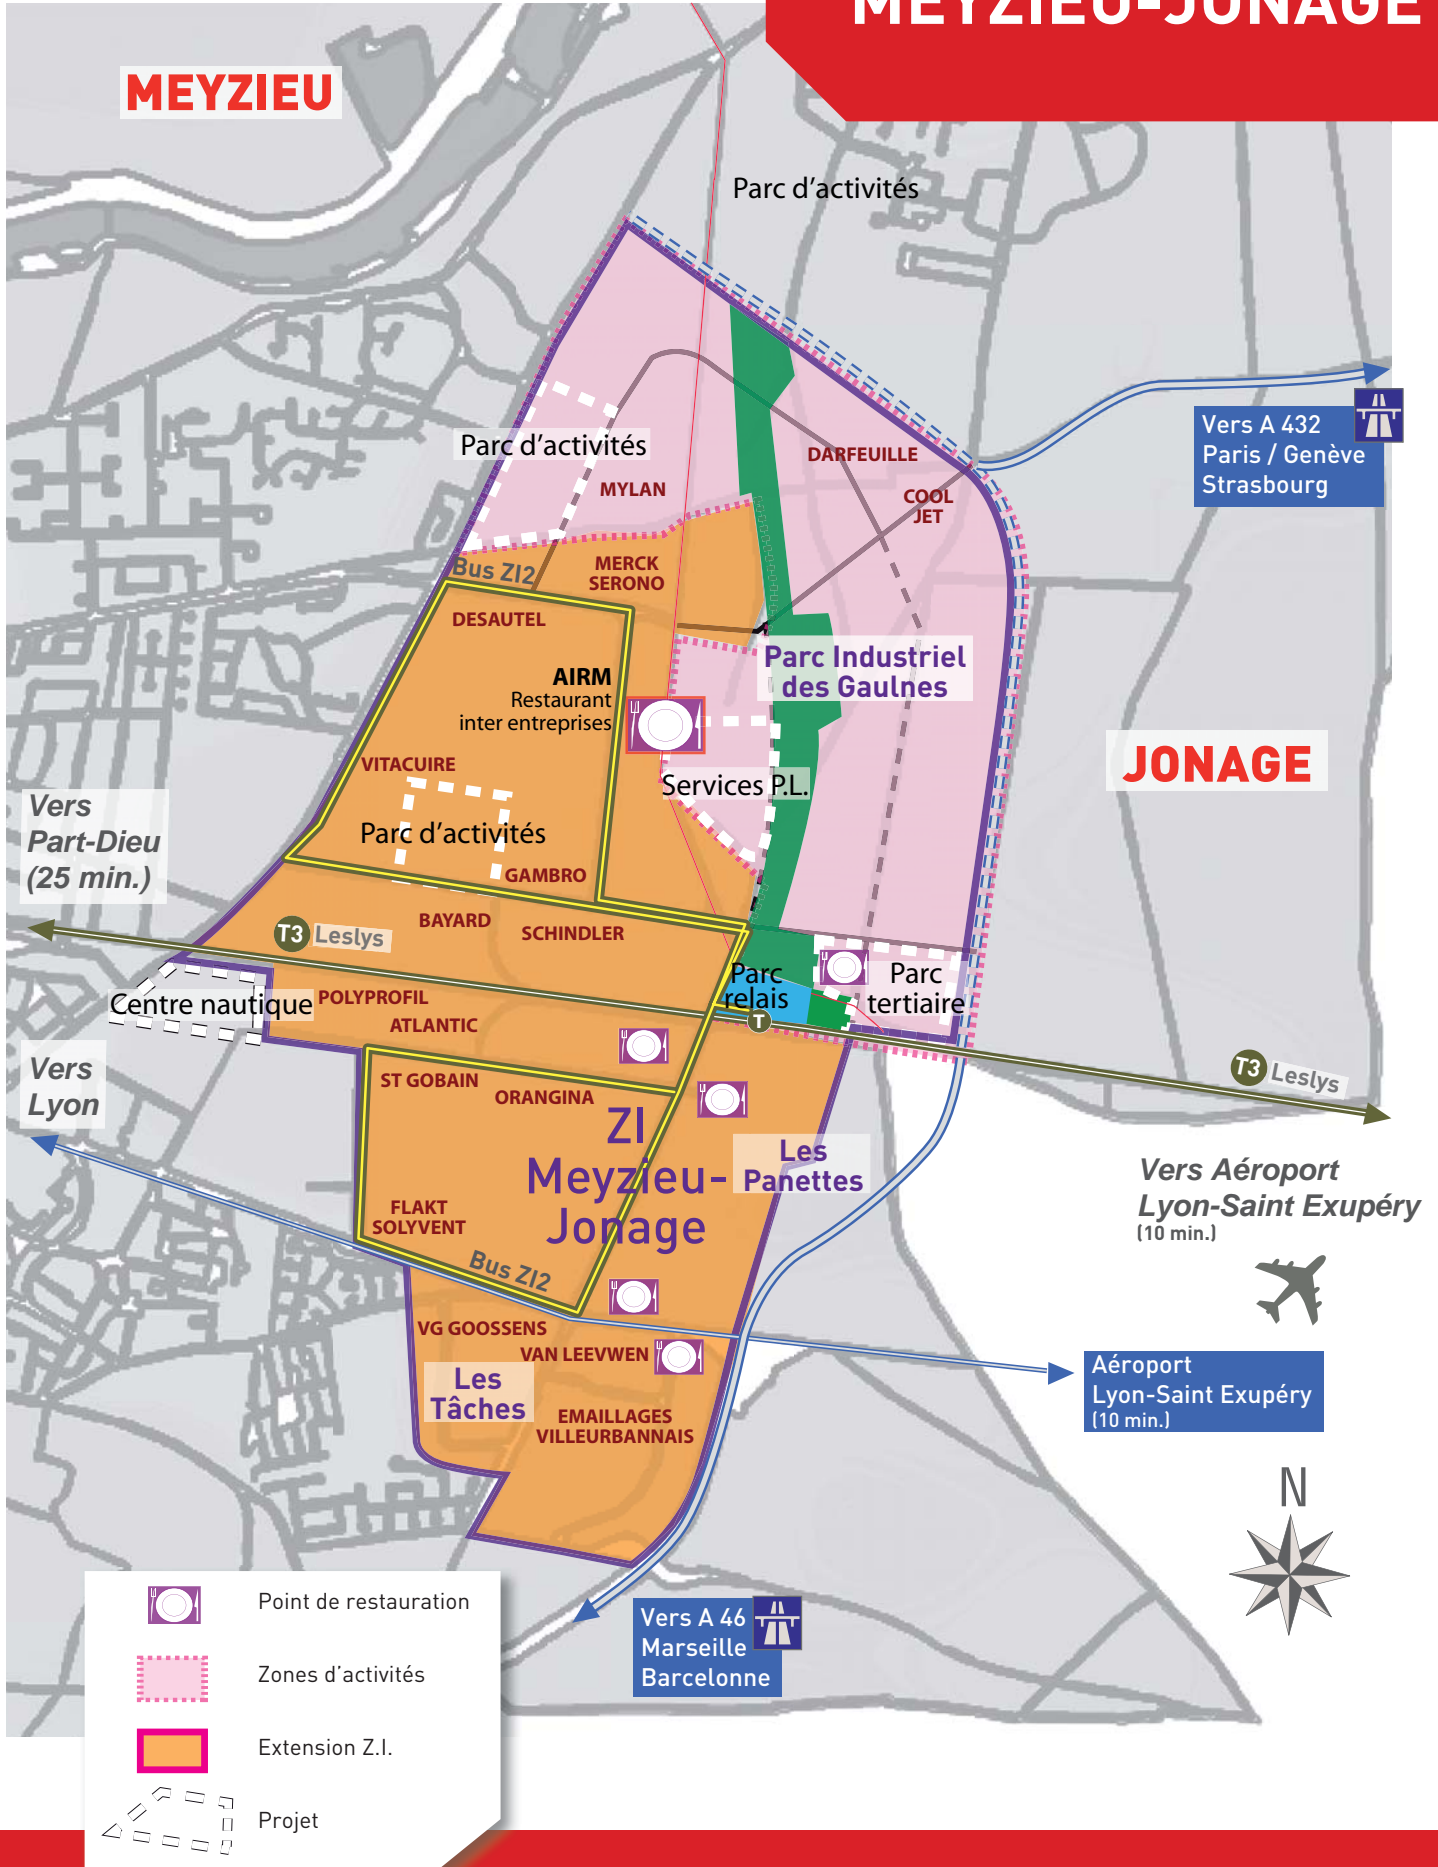 MEYZIEU-JONAGE
MEYZIEU
Parc d'activités
Vers A 432
Paris / Genève
Strasbourg
Parc d'activités
DARFEUILLE
MYLAN
COOL
JET
Bus ZI2
MERCK
SERONO
DESAUTEL
AIRM
Restaurant
inter entreprises
Parc Industriel
des Gaulnes
JONAGE
VITACUIRE
Services P.L.
Vers
Part-Dieu
(25 min.)
Parc d'activités
GAMBRO
BAYARD
SCHINDLER
T3 Leslys
Parc
relais
T
Parc
tertiaire
Centre nautique
POLYPROFIL
ATLANTIC
Vers
Lyon
ST GOBAIN
ORANGINA
T3 Leslys
ZI
Meyzieu-
Jonage
Les
Panettes
Vers Aéroport
Lyon-Saint Exupéry
(10 min.)
FLAKT
SOLYVENT
Bus ZI2
VG GOOSSENS
VAN LEEVWEN
Les
Tâches
Aéroport
Lyon-Saint Exupéry
(10 min.)
EMAILLAGES
VILLEURBANNAIS
N
Vers A 46
Marseille
Barcelonne
Point de restauration
Zones d'activités
Extension Z.I.
Projet